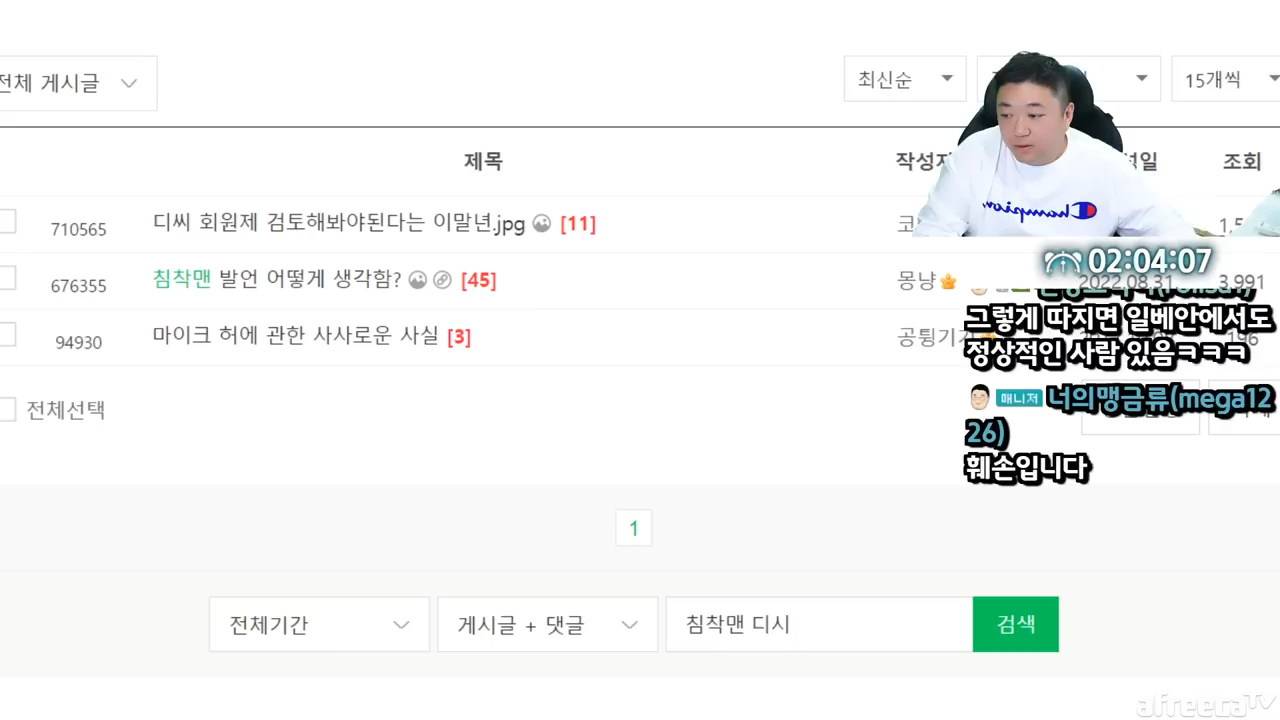 전체 게시글
최신순
15개씩
제목
조회
710565 디씨 회원제 검토해봐야된다는 이말년.jpg [11]
676355 침착맨 발언 어떻게 생각함? [45] 몽냥 2022.08.31 3,991
94930 마이크 허에 관한 사사로운 사실 [3]
전체선택
Champion
02:04:07
그렇게 따지면 일베안에서도
정상적인 사람 있음ㅋㅋㅋ
매니저 너의맹금류(mega12
26)
훼손입니다
1
전체기간
게시글 + 댓글
침착맨 디시
검색
afreecaTV